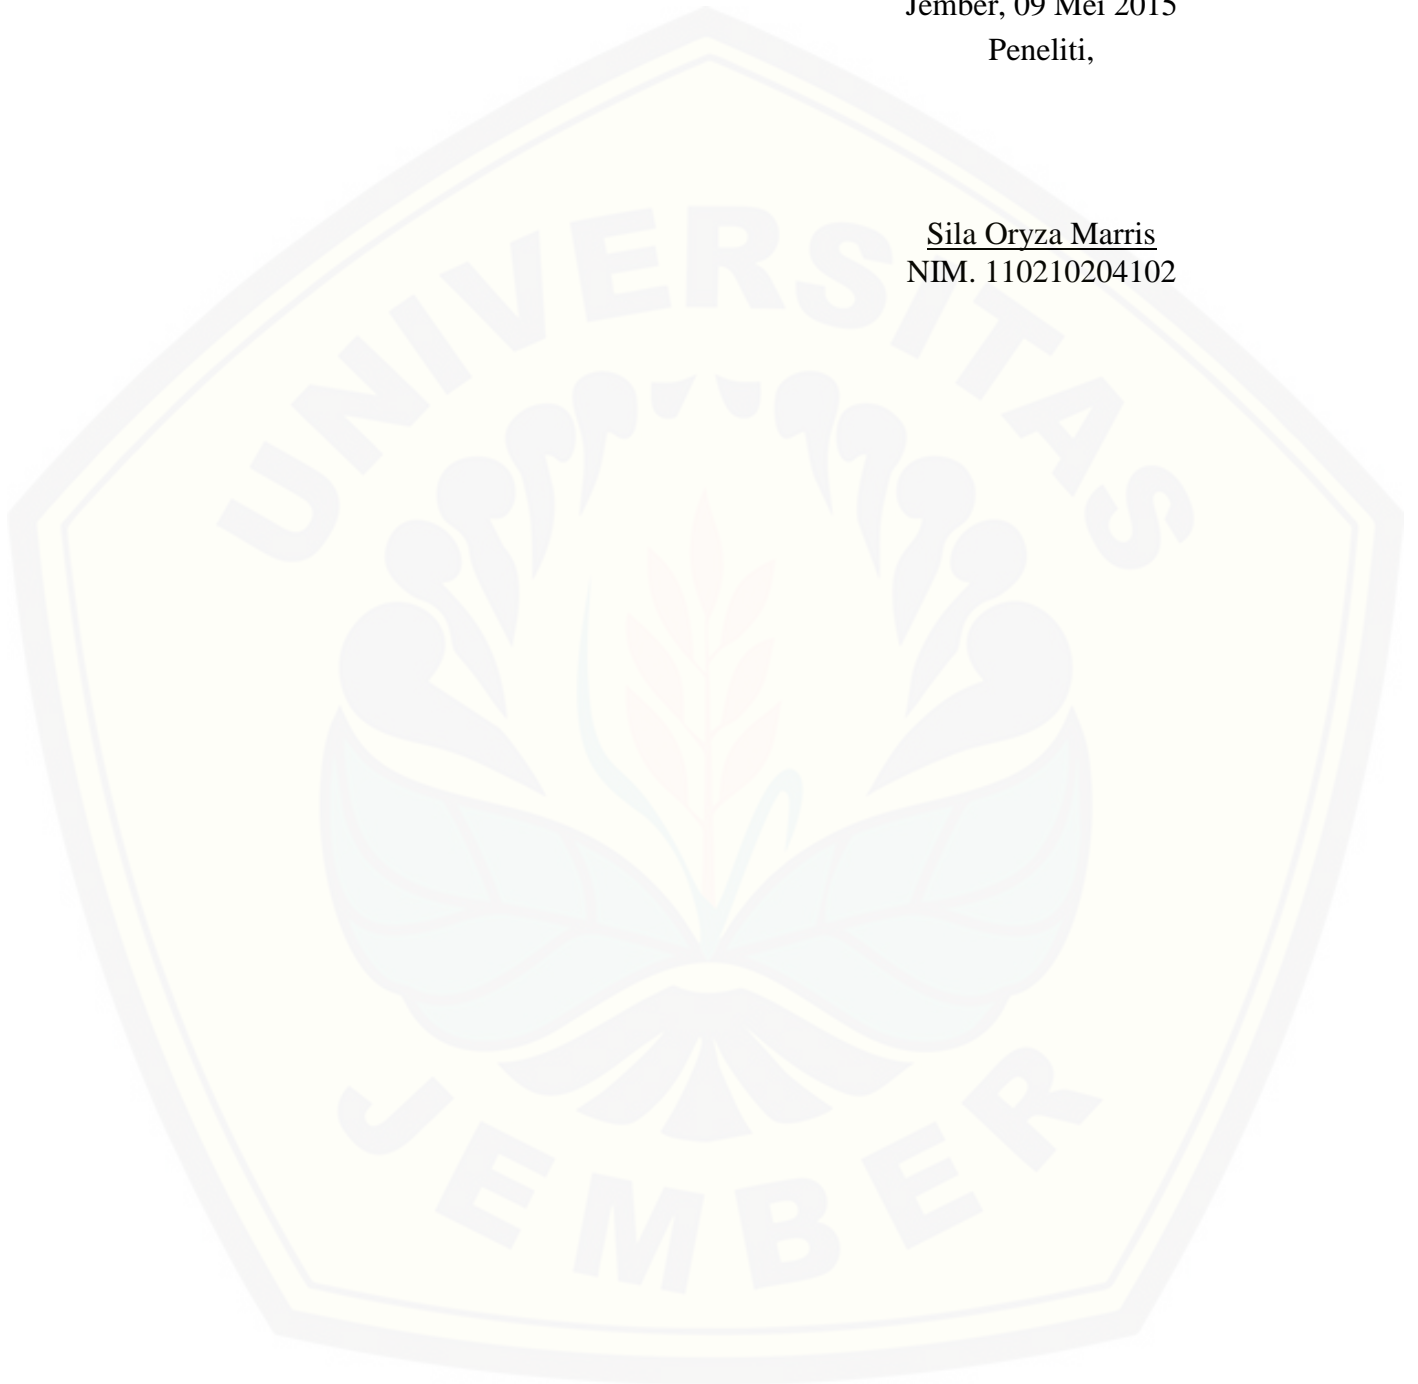 Jember, 09 Mei 2015
Peneliti,
Sila Oryza Marris
NIM. 110210204102
UNIVERSITAS
JEMBER